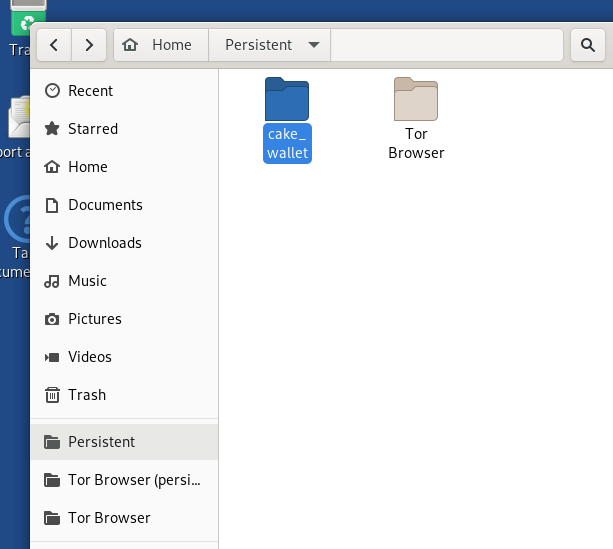 Tra
Home
Persistent
Recent
Starred
Home
Documents
Downloads
Music
Pictures
Videos
Trash
Persistent
Tor Browser (persi...
Tor Browser
cake_
wallet
Tor
Browser
port a
Ta
cume